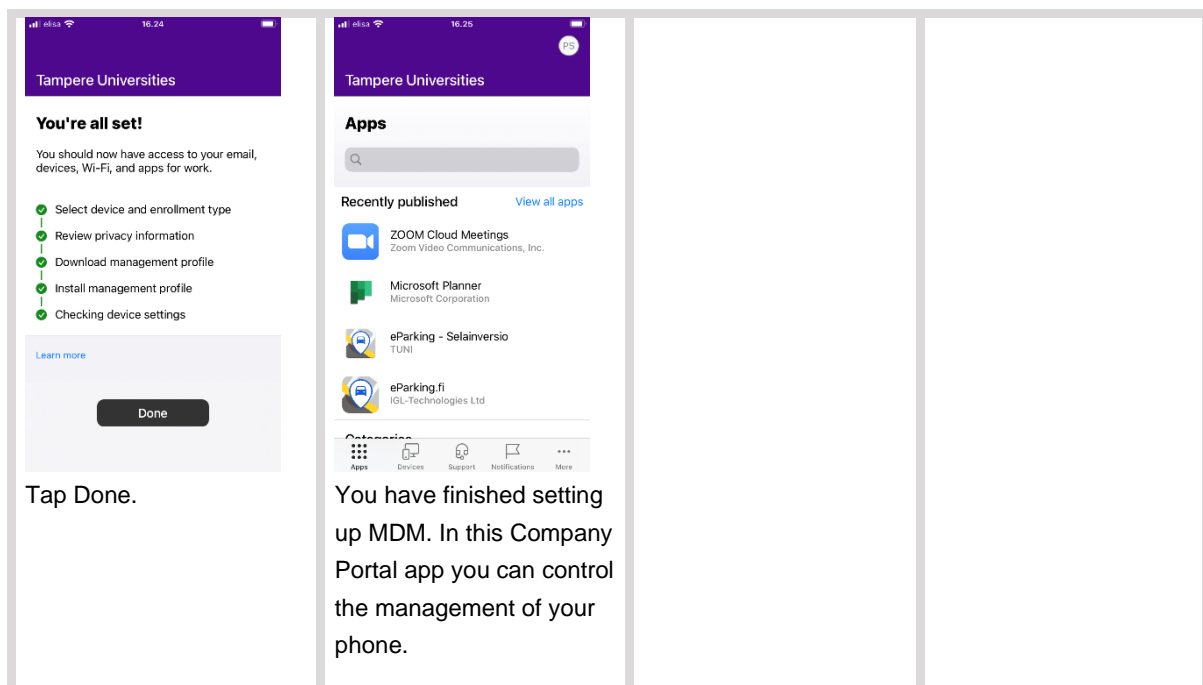 elisa 16.24
Tampere Universities
You're all set!
You should now have access to your email,
devices, Wi-Fi, and apps for work.
Select device and enrollment type
Review privacy information
Download management profile
Install management profile
Checking device settings
Learn more
Done
Tap Done.
elisa 16.25
PS
Tampere Universities
Apps
Recently published View all apps
ZOOM Cloud Meetings
Zoom Video Communications, Inc.
Microsoft Planner
Microsoft Corporation
eParking - Selainversio
TUNI
eParking.fi
IGL-Technologies Ltd
Categories
Apps Devices Support Notifications More
You have finished setting
up MDM. In this Company
Portal app you can control
the management of your
phone.